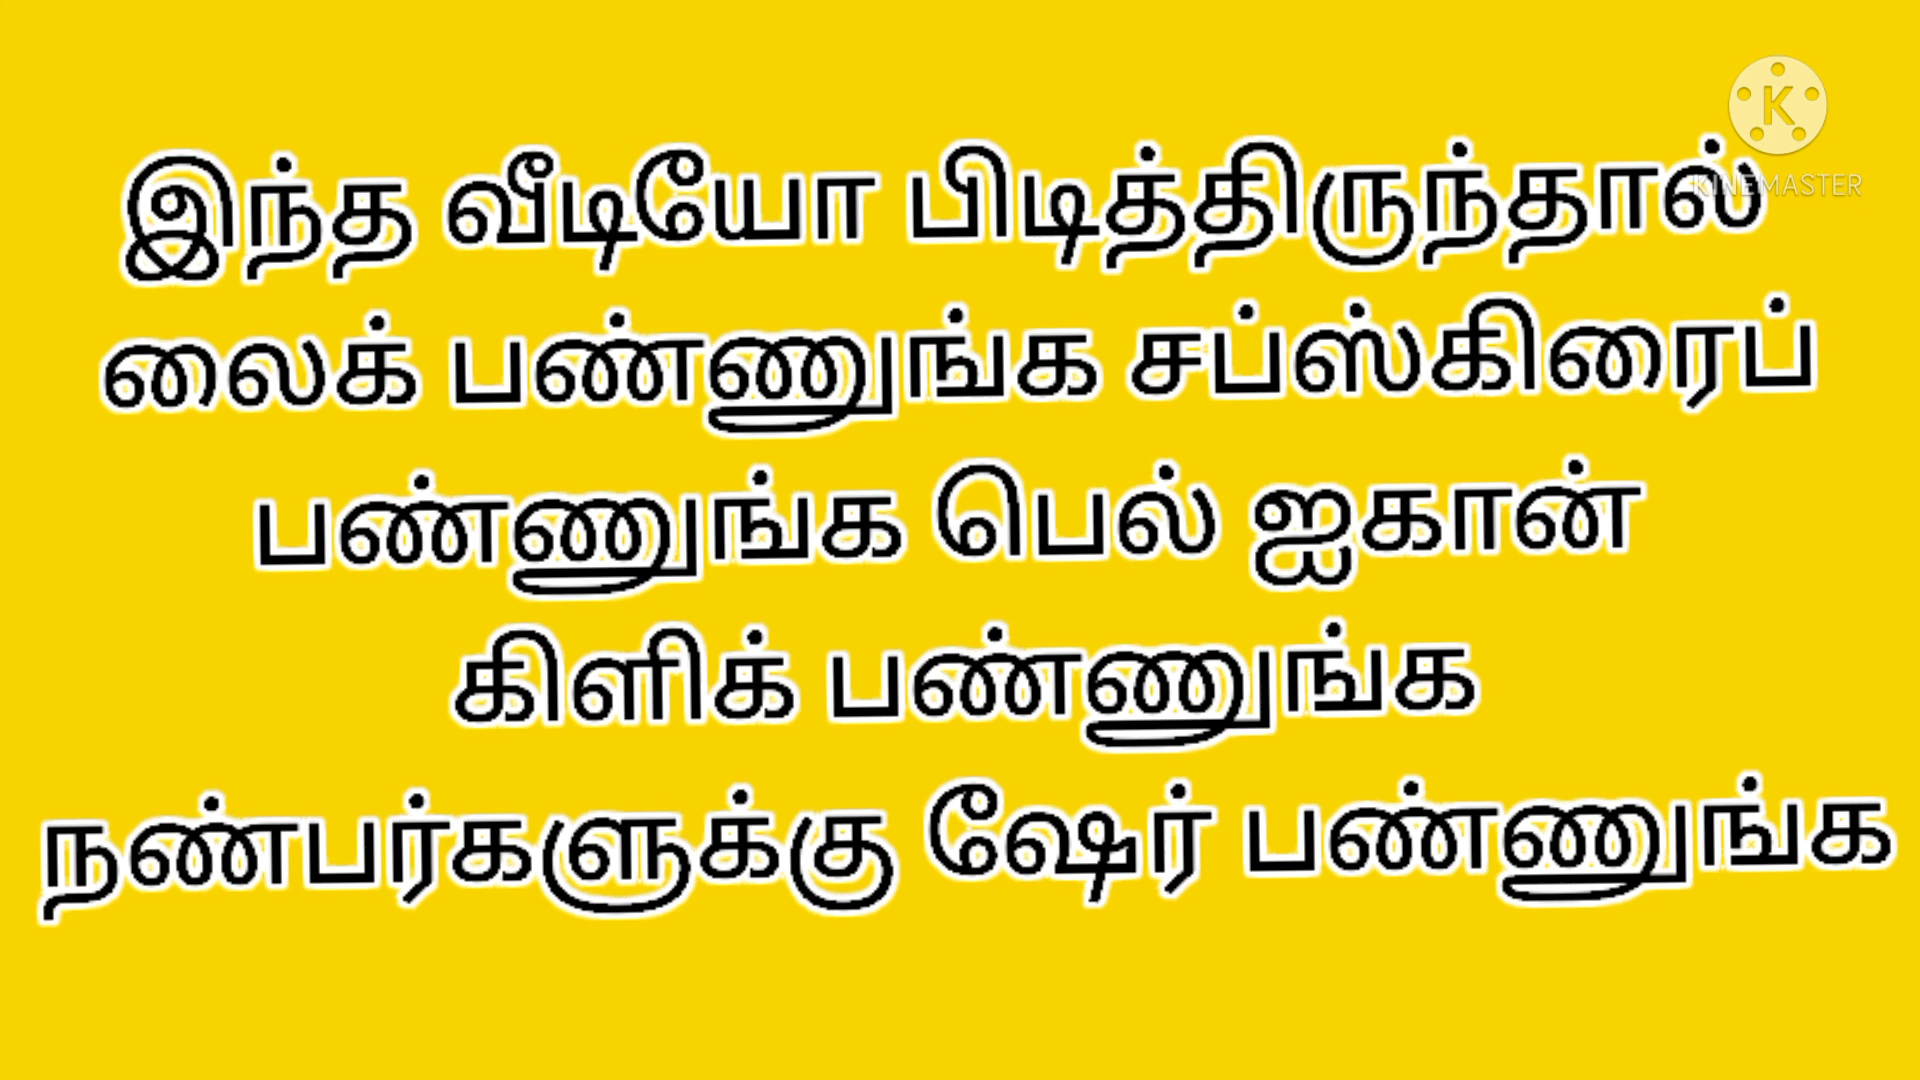 இந்த வீடியோ பிடித்திருந்தால்
லைக் பண்ணுங்க சப்ஸ்கிரைப்
பண்ணுங்க பெல் ஐகான்
கிளிக் பண்ணுங்க
நண்பர்களுக்கு ஷேர் பண்ணுங்க
K
KINEMASTER